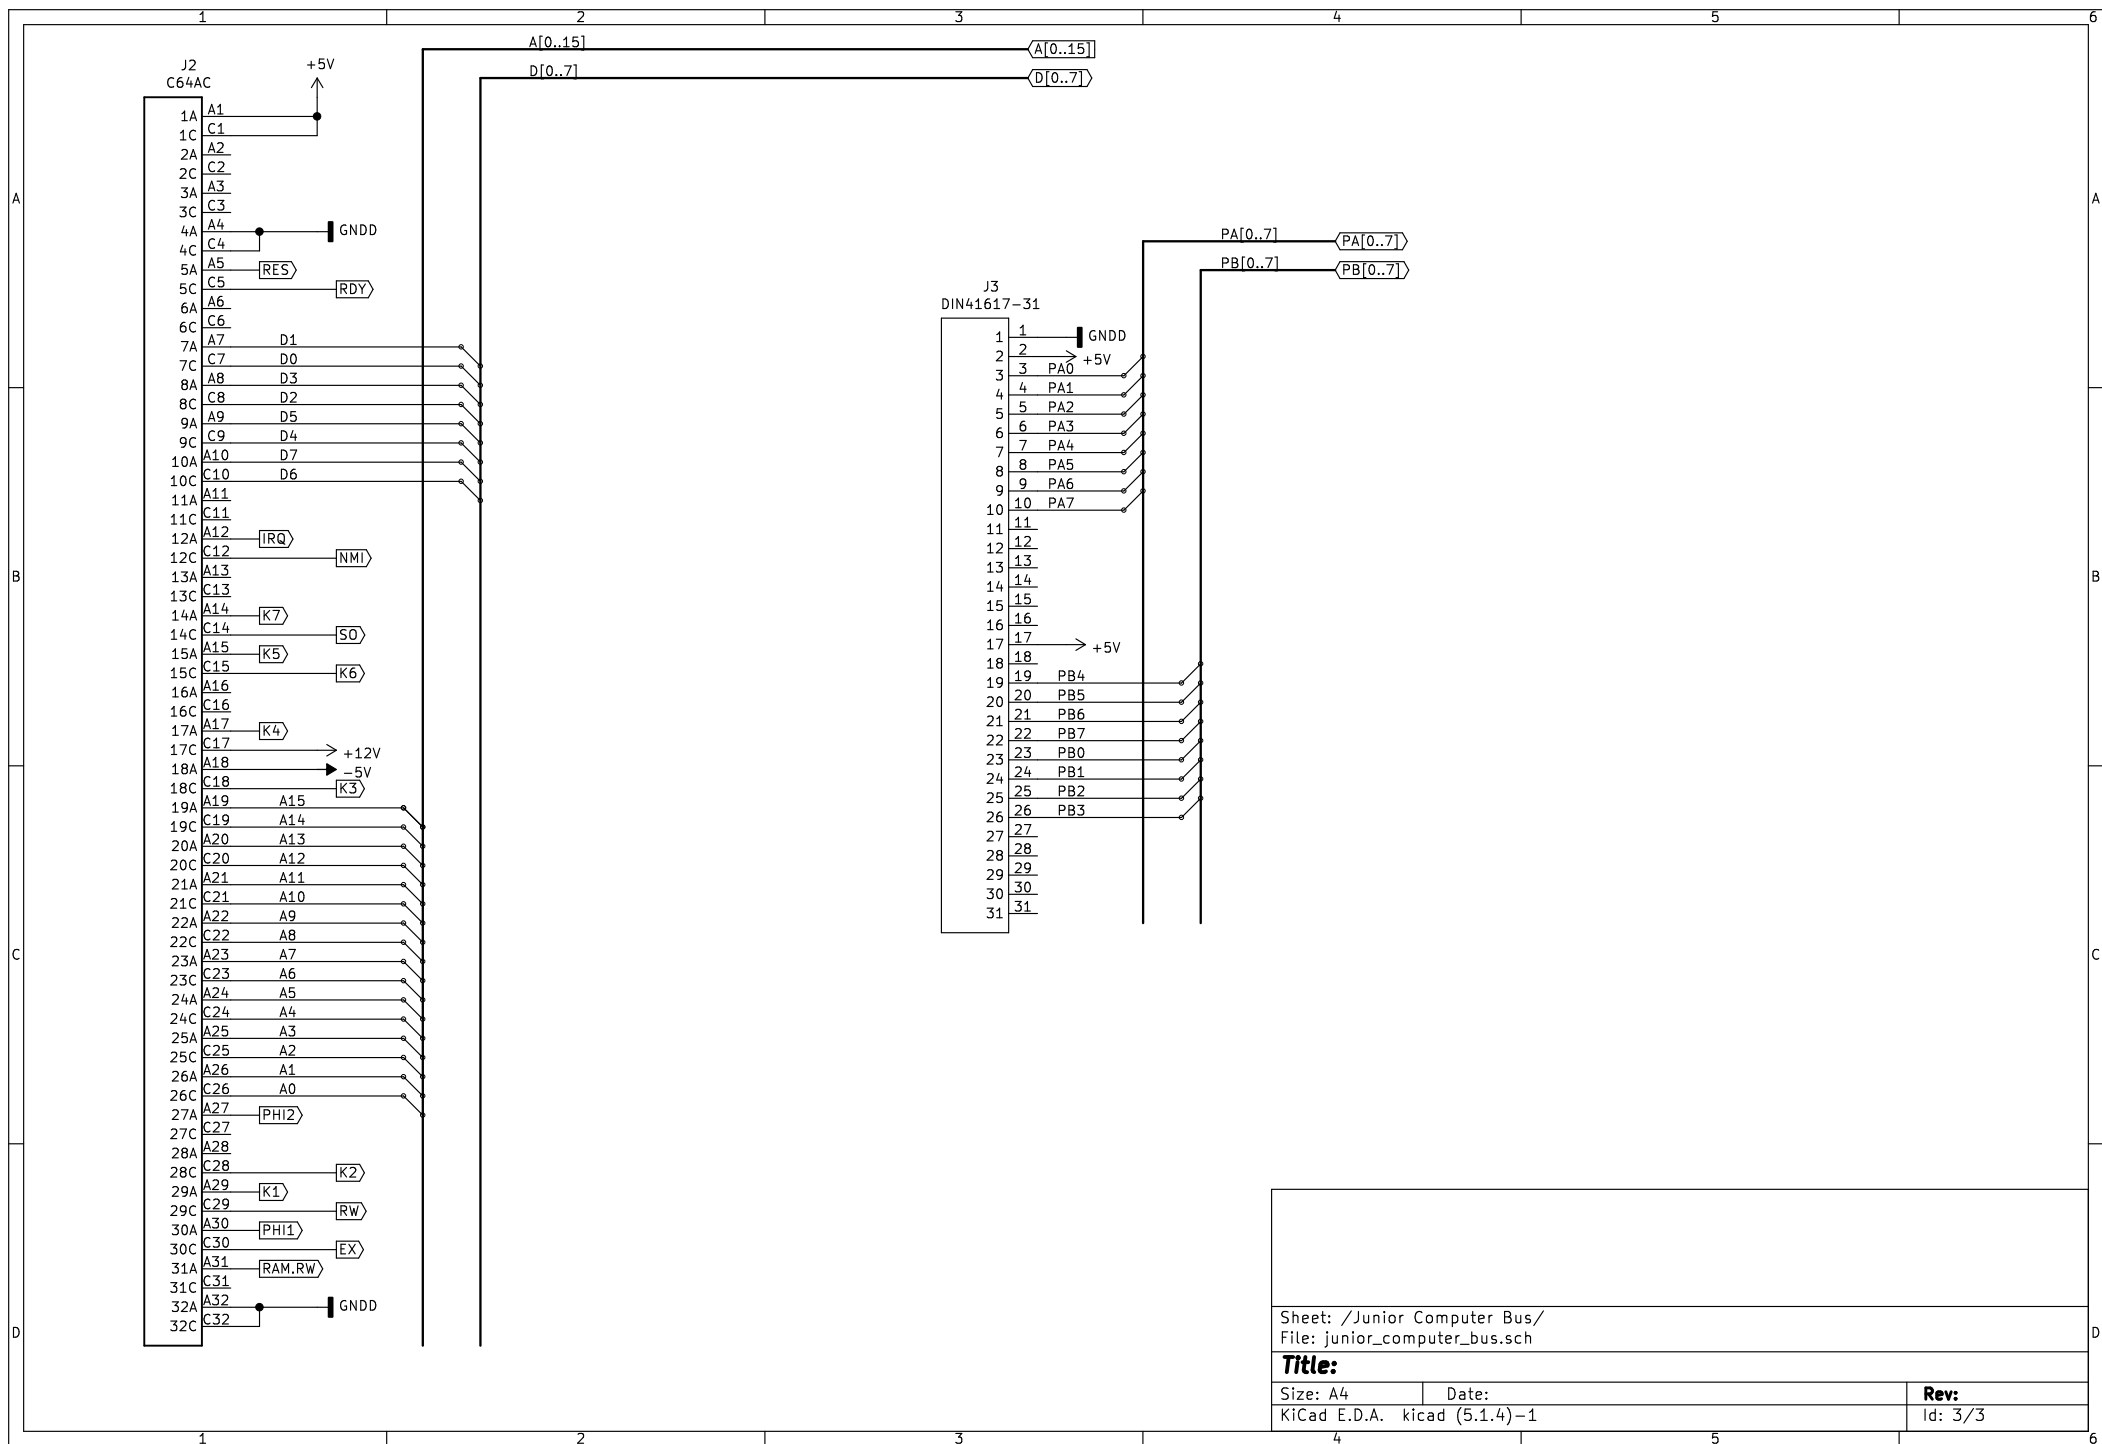 1 2 3 4 5 6
A[0..15] A[0..15]
D[0..7] D[0..7]
J2
C64AC
+5V
1A A1
1C C1
2A A2
2C C2
3A A3
3C C3
A A
4A A4 GNDD
4C C4
5A A5 RES
5C C5 RDY
6A A6
6C C6
7A A7 D1
7C C7 D0
8A A8 D3
8C C8 D2
9A A9 D5
9C C9 D4
10A A10 D7
10C C10 D6
11A A11
11C C11
12A A12 IRQ
12C C12 NMI
13A A13
B B
13C C13
14A A14 K7
14C C14 SO
15A A15 K5
15C C15 K6
16A A16
16C C16
17A A17 K4
17C C17 +12V
18A A18 -5V
18C C18 K3
19A A19 A15
19C C19 A14
20A A20 A13
20C C20 A12
21A A21 A11
21C C21 A10
22A A22 A9
22C C22 A8
C C
23A A23 A7
23C C23 A6
24A A24 A5
24C C24 A4
25A A25 A3
25C C25 A2
26A A26 A1
26C C26 A0
27A A27 PHI2
27C C27
28A A28
28C C28 K2
29A A29 K1
29C C29 RW
30A A30 PHI1
30C C30 EX
31A A31 RAM.RW
31C C31
32A A32 GNDD
32C C32
D D
PA[0..7] PA[0..7]
PB[0..7] PB[0..7]
J3
DIN41617-31
1 1 GNDD
2 2 +5V
3 3 PA0
4 4 PA1
5 5 PA2
6 6 PA3
7 7 PA4
8 8 PA5
9 9 PA6
10 10 PA7
11 11
12 12
13 13
14 14
15 15
16 16
17 17 +5V
18 18
19 19 PB4
20 20 PB5
21 21 PB6
22 22 PB7
23 23 PB0
24 24 PB1
25 25 PB2
26 26 PB3
27 27
28 28
29 29
30 30
31 31
Sheet: /Junior Computer Bus/
File: junior_computer_bus.sch
Title:
Size: A4 Date: Rev:
KiCad E.D.A. kicad (5.1.4)-1 Id: 3/3
1 2 3 4 5 6